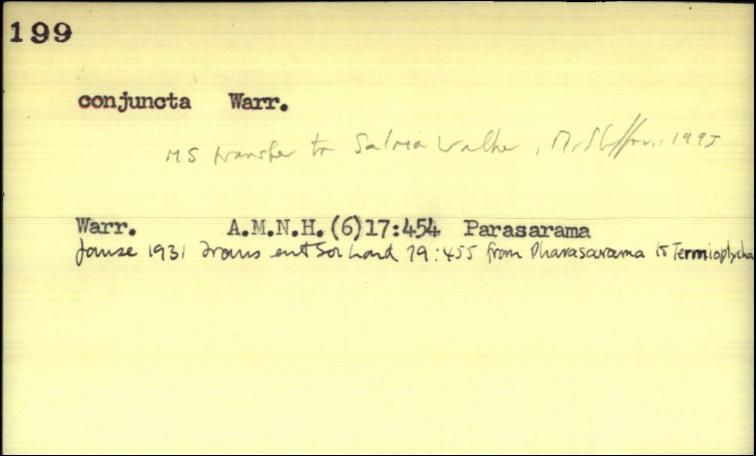 199
conjuncta Warr.
MS transfer to Salma Walker, M. Shaffer, 1995
Warr. A.M.N.H. (6)17:454 Parasarama
Janse 1931 Trans ent Soc Lond 79:455 from Pharasarama to Termioptycha